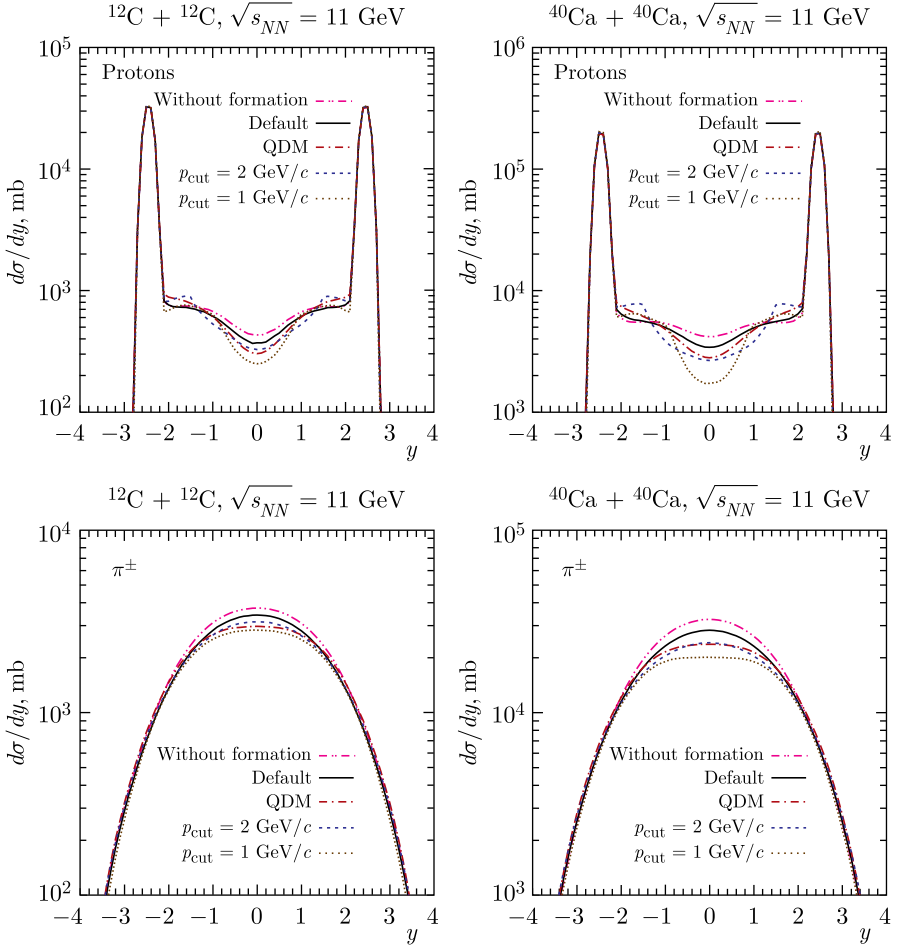 ¹²C + ¹²C, √s_NN = 11 GeV
10⁵
Protons
Without formation
Default
QDM
p_cut = 2 GeV/c
p_cut = 1 GeV/c
10⁴
dσ/dy, mb
10³
10²
−4 −3 −2 −1 0 1 2 3 4
y
⁴⁰Ca + ⁴⁰Ca, √s_NN = 11 GeV
10⁶
Protons
Without formation
Default
QDM
p_cut = 2 GeV/c
p_cut = 1 GeV/c
10⁵
dσ/dy, mb
10⁴
10³
−4 −3 −2 −1 0 1 2 3 4
y
¹²C + ¹²C, √s_NN = 11 GeV
10⁴
π±
dσ/dy, mb
10³
Without formation
Default
QDM
p_cut = 2 GeV/c
p_cut = 1 GeV/c
10²
−4 −3 −2 −1 0 1 2 3 4
y
⁴⁰Ca + ⁴⁰Ca, √s_NN = 11 GeV
10⁵
π±
dσ/dy, mb
10⁴
Without formation
Default
QDM
p_cut = 2 GeV/c
p_cut = 1 GeV/c
10³
−4 −3 −2 −1 0 1 2 3 4
y